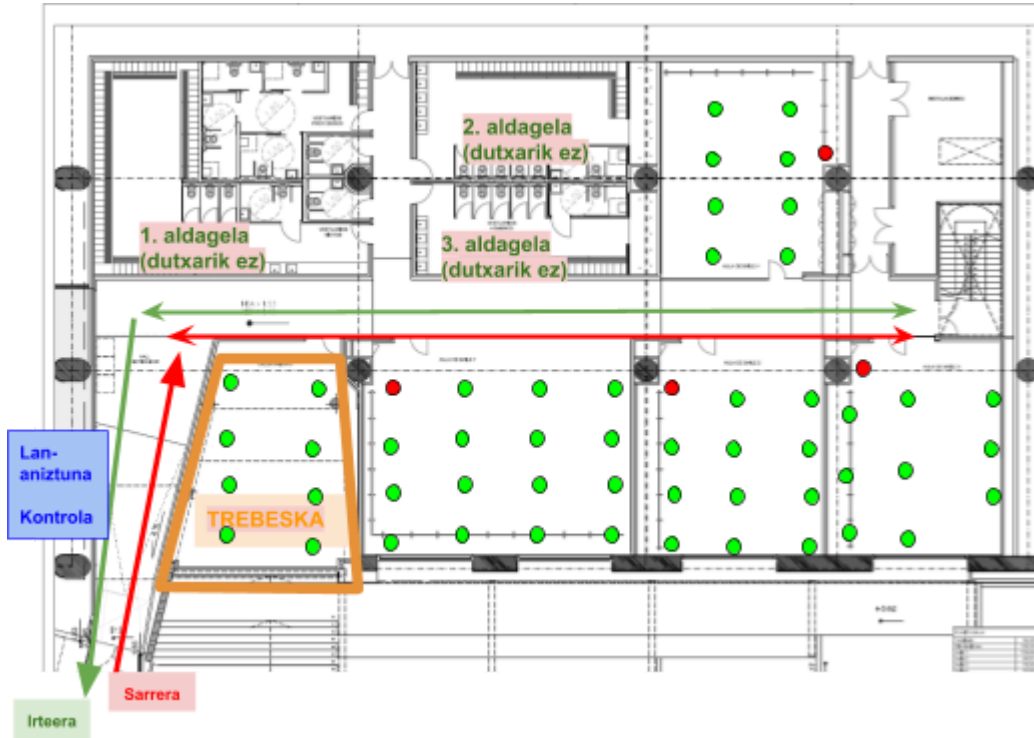 2. aldagela
(dutxarik ez)
1. aldagela
(dutxarik ez)
3. aldagela
(dutxarik ez)
Lan-
aniztuna
Kontrola
TREBESKA
Sarrera
Irteera